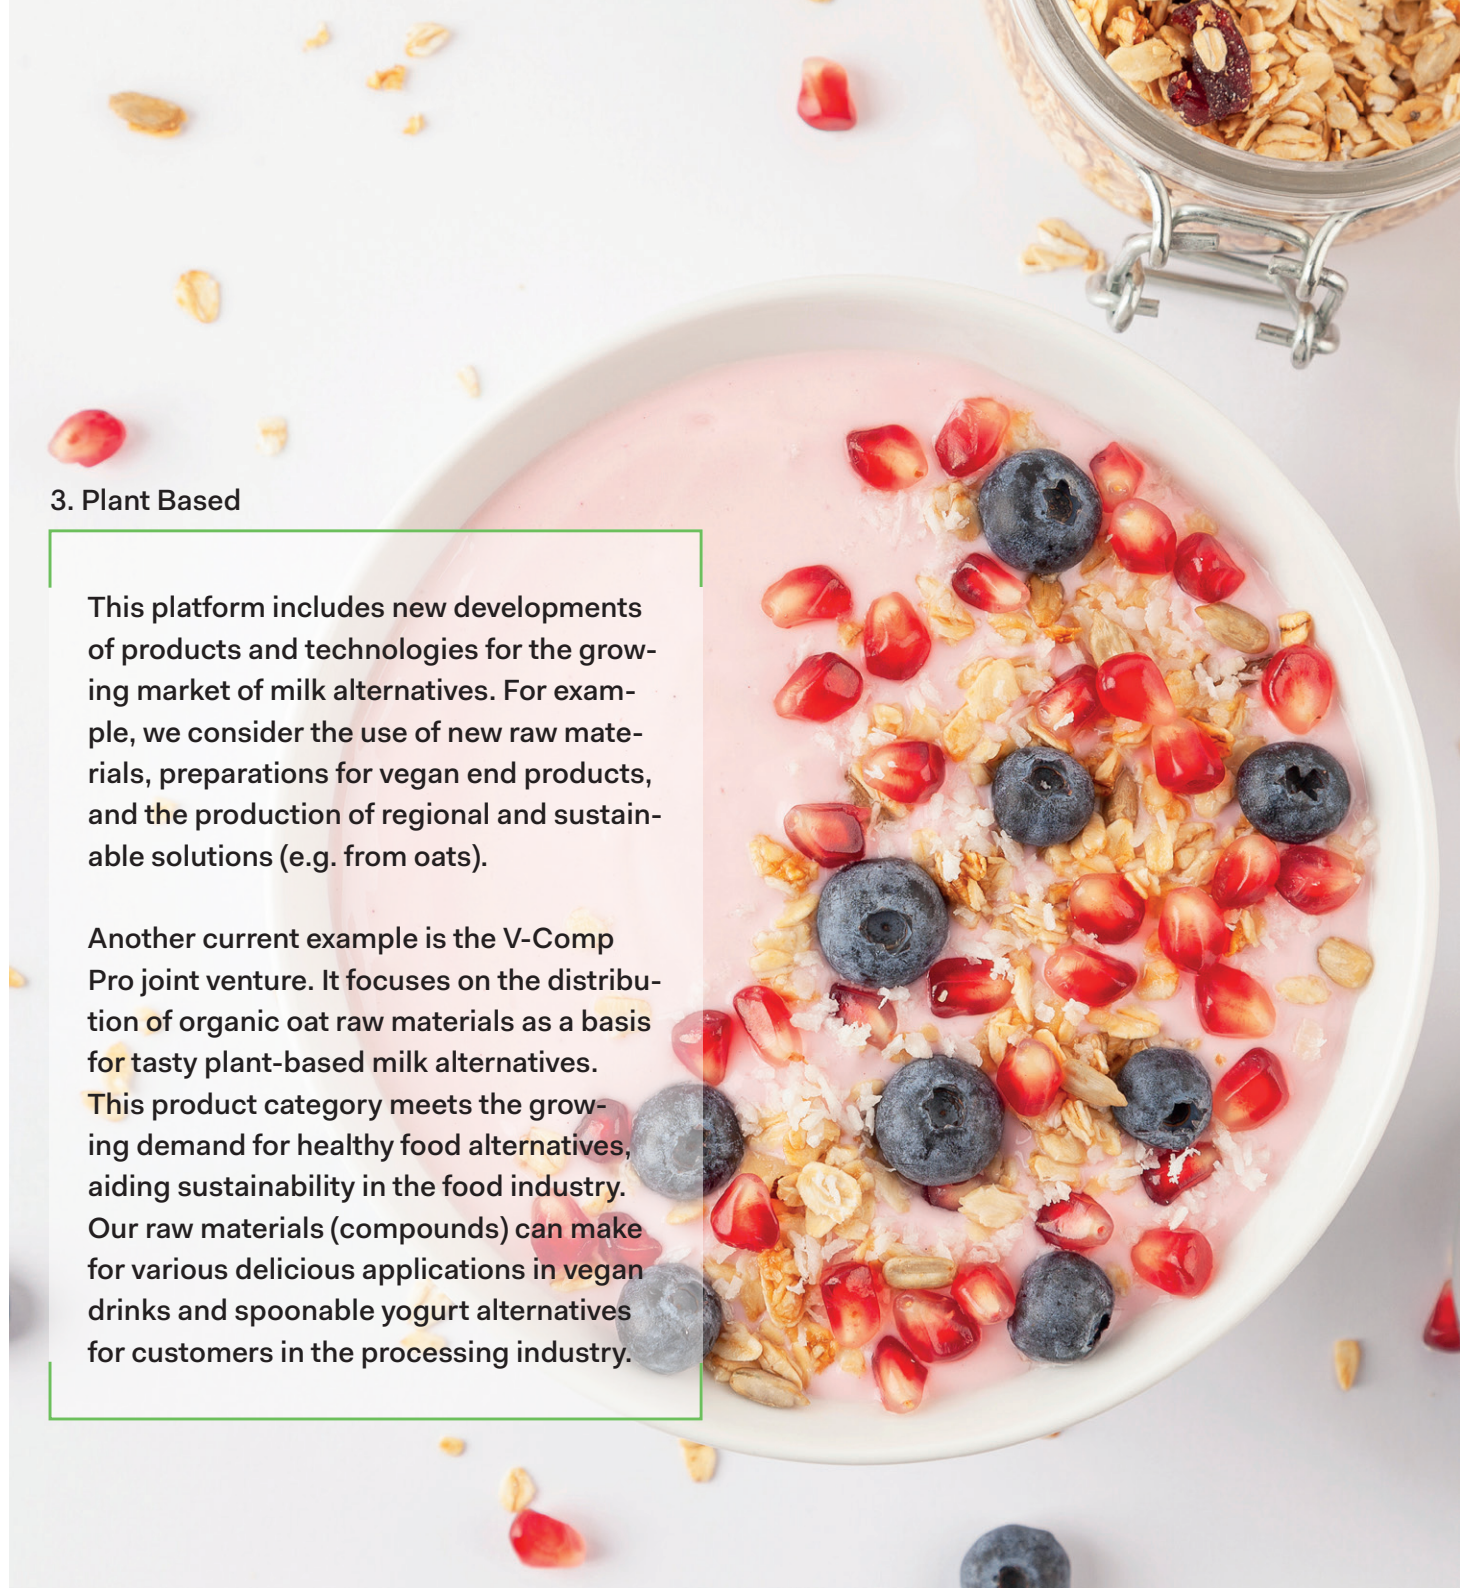 3. Plant Based
This platform includes new developments
of products and technologies for the grow-
ing market of milk alternatives. For exam-
ple, we consider the use of new raw mate-
rials, preparations for vegan end products,
and the production of regional and sustain-
able solutions (e.g. from oats).
Another current example is the V-Comp
Pro joint venture. It focuses on the distribu-
tion of organic oat raw materials as a basis
for tasty plant-based milk alternatives.
This product category meets the grow-
ing demand for healthy food alternatives,
aiding sustainability in the food industry.
Our raw materials (compounds) can make
for various delicious applications in vegan
drinks and spoonable yogurt alternatives
for customers in the processing industry.